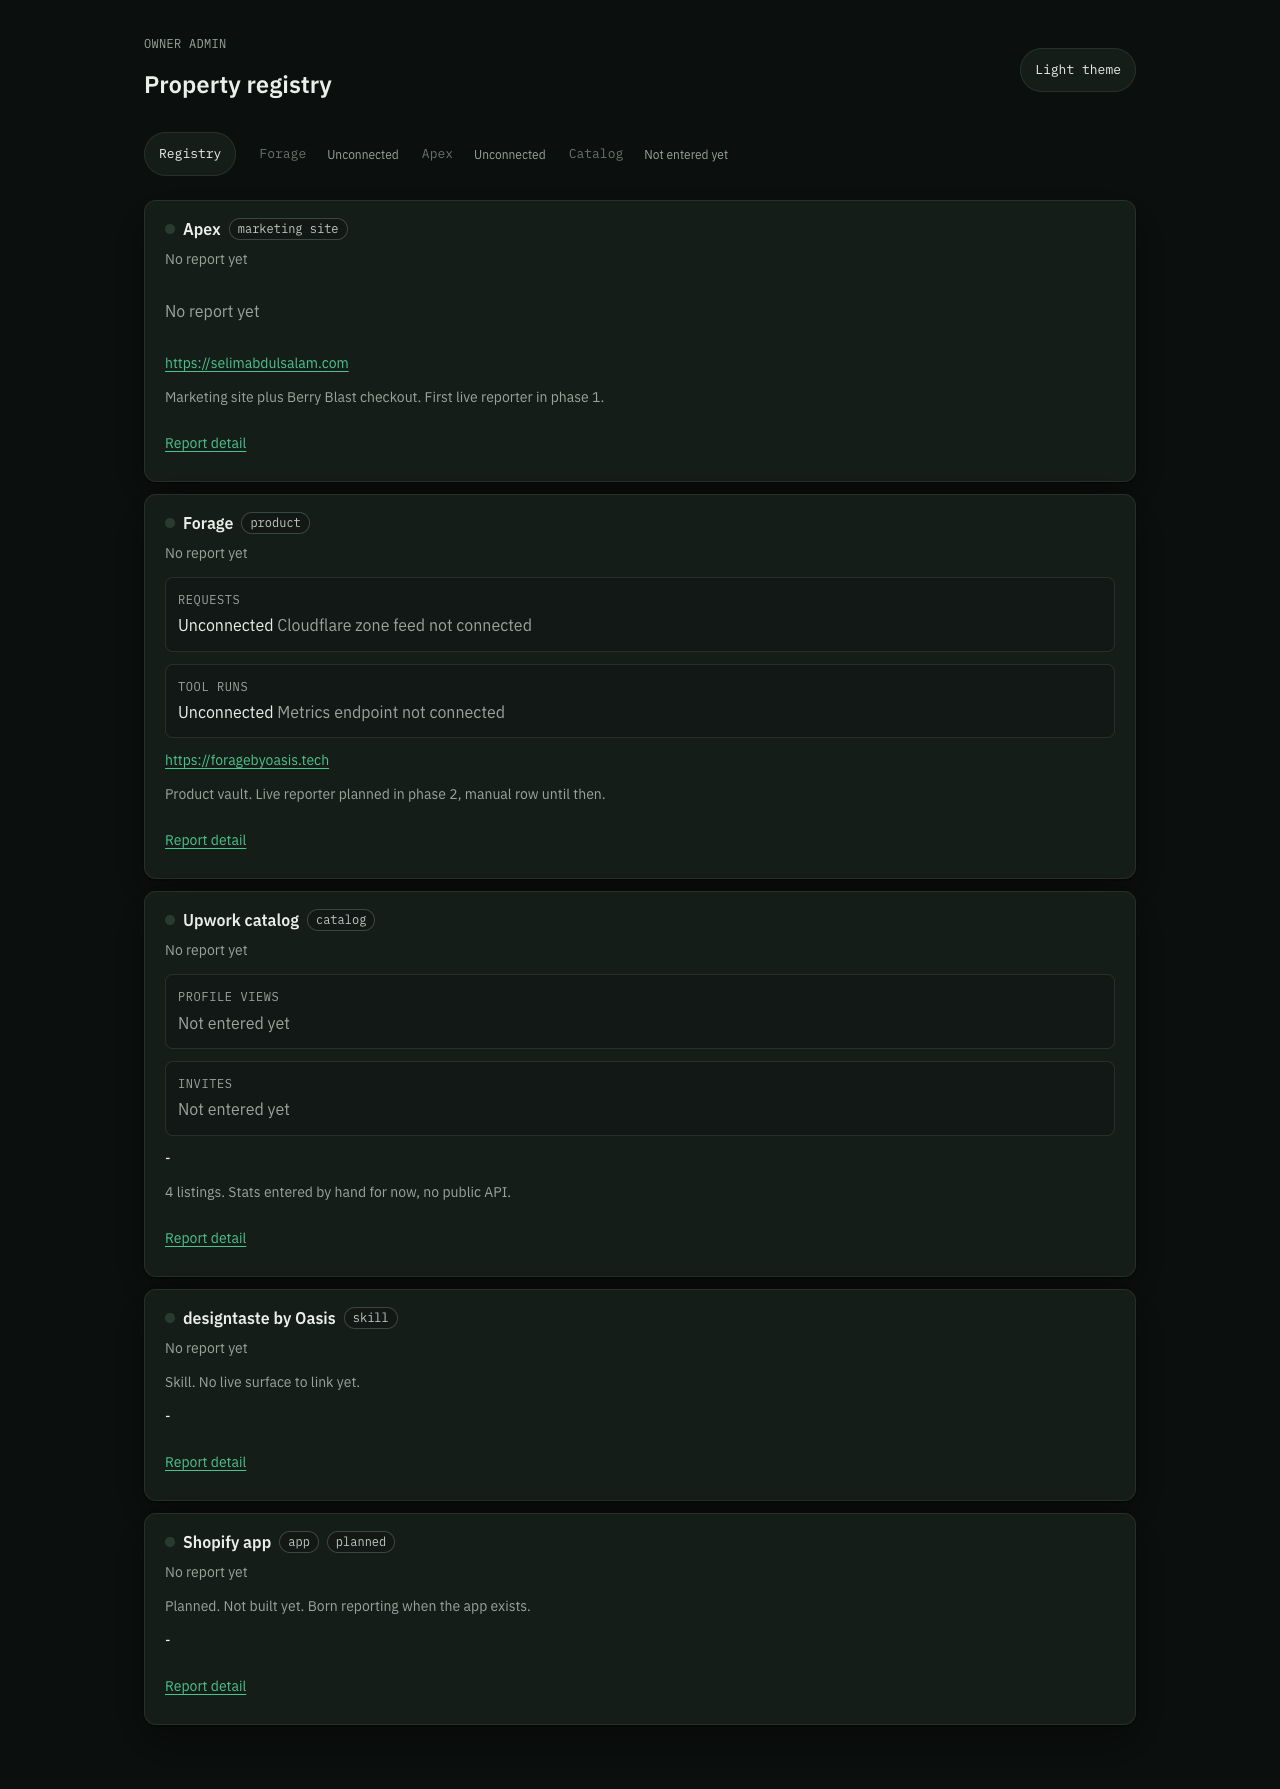 OWNER ADMIN
Property registry
Light theme
Registry Forage Unconnected Apex Unconnected Catalog Not entered yet
Apex marketing site
No report yet
No report yet
https://selimabdulsalam.com
Marketing site plus Berry Blast checkout. First live reporter in phase 1.
Report detail
Forage product
No report yet
REQUESTS
Unconnected Cloudflare zone feed not connected
TOOL RUNS
Unconnected Metrics endpoint not connected
https://foragebyoasis.tech
Product vault. Live reporter planned in phase 2, manual row until then.
Report detail
Upwork catalog catalog
No report yet
PROFILE VIEWS
Not entered yet
INVITES
Not entered yet
-
4 listings. Stats entered by hand for now, no public API.
Report detail
designtaste by Oasis skill
No report yet
Skill. No live surface to link yet.
-
Report detail
Shopify app app planned
No report yet
Planned. Not built yet. Born reporting when the app exists.
-
Report detail